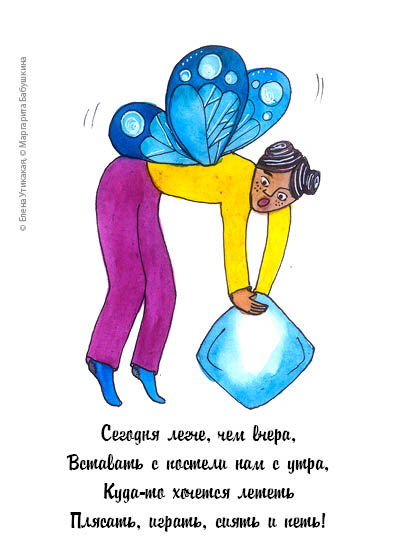 © Елена Утикакая, © Маргарита Бабушкина
Сегодня легче, чем вчера,
Вставать с постели нам с утра,
Куда-то хочется лететь
Плясать, играть, сиять и петь!